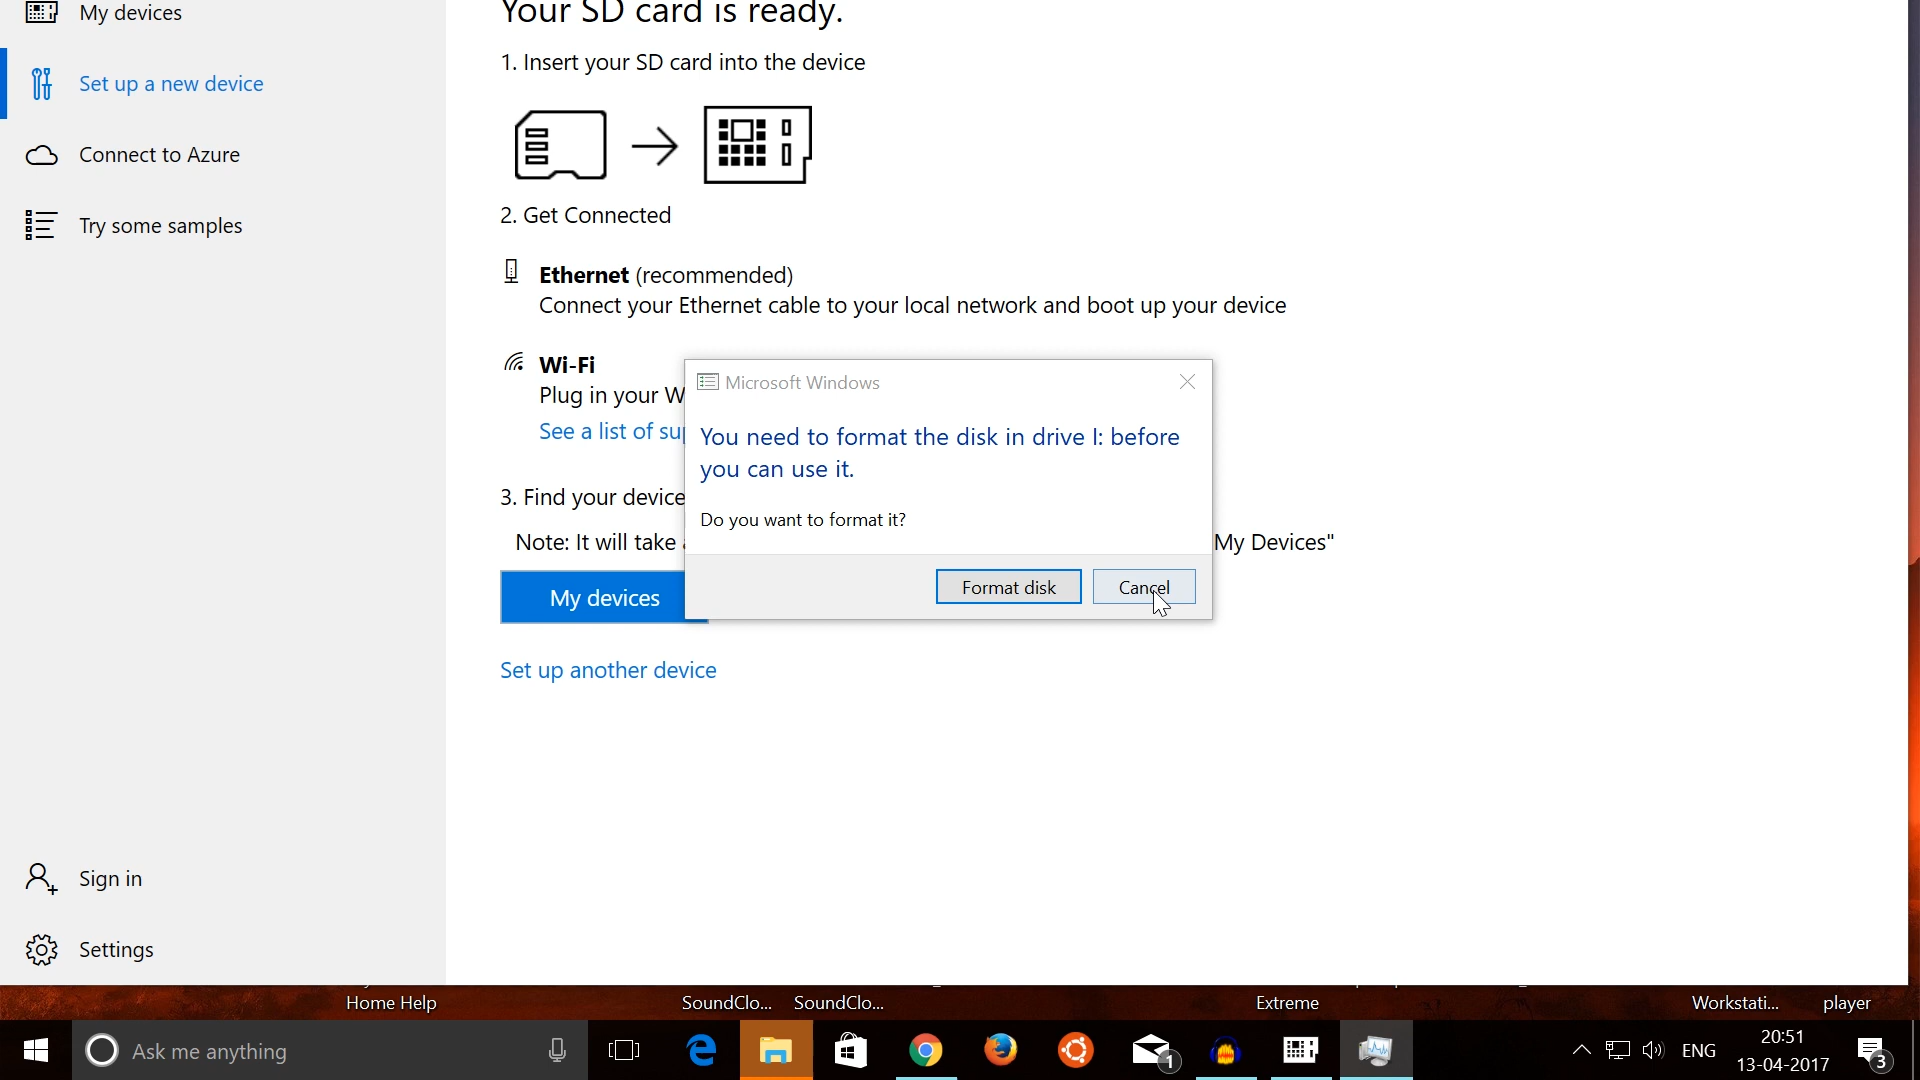 My devices
Set up a new device
Connect to Azure
Try some samples
Sign in
Settings
Your SD card is ready.
1. Insert your SD card into the device
2. Get Connected
Ethernet (recommended)
Connect your Ethernet cable to your local network and boot up your device
Wi-Fi
Plug in your W
See a list of su
3. Find your device
Note: It will take
My Devices"
My devices
Set up another device
Microsoft Windows
You need to format the disk in drive I: before
you can use it.
Do you want to format it?
Format disk
Cancel
Home Help
SoundClo...
SoundClo...
Extreme
Workstati...
player
Ask me anything
1
ENG
20:51
13-04-2017
3